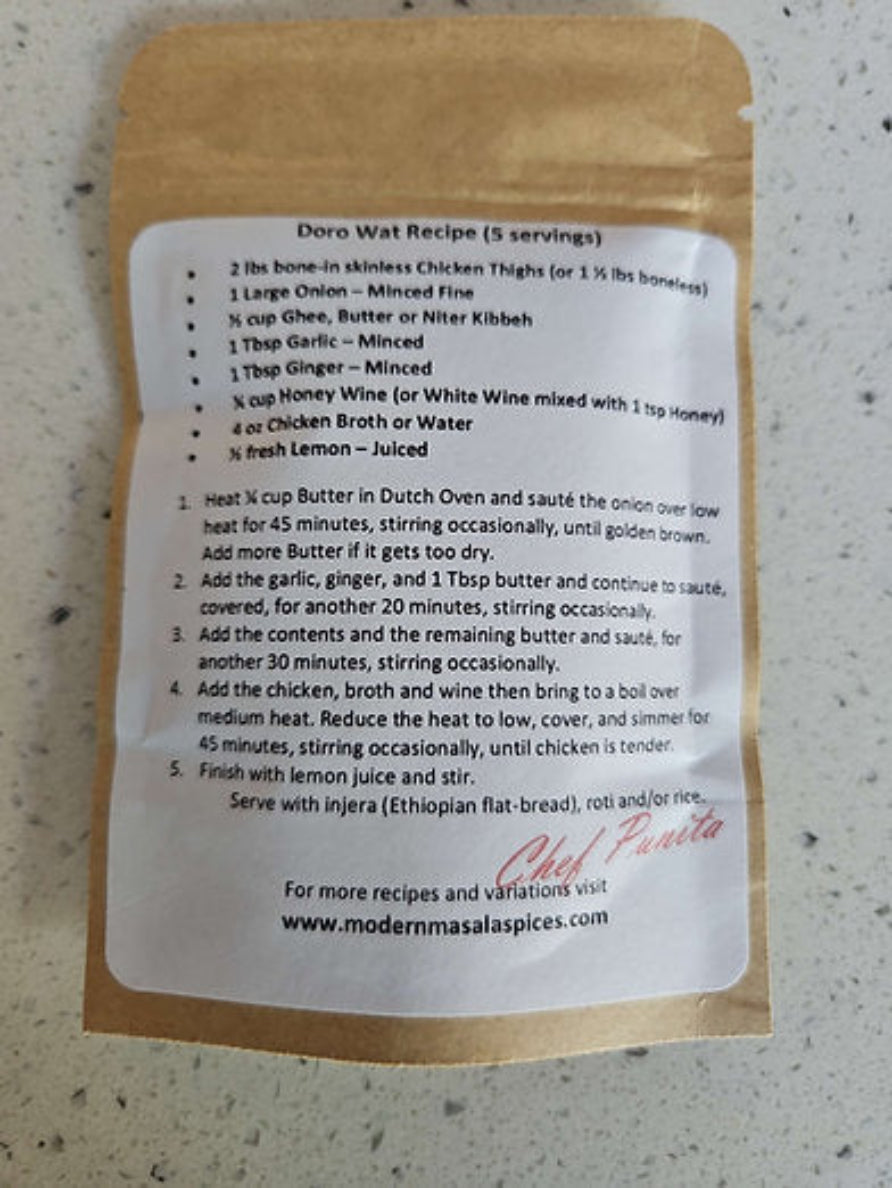 Doro Wat Recipe (5 servings)
• 2 lbs bone-in skinless Chicken Thighs (or 1 ½ lbs boneless)
• 1 Large Onion – Minced Fine
• ½ cup Ghee, Butter or Niter Kibbeh
• 1 Tbsp Garlic – Minced
• 1 Tbsp Ginger – Minced
• ¼ cup Honey Wine (or White Wine mixed with 1 tsp Honey)
• 4 oz Chicken Broth or Water
• ½ fresh Lemon – Juiced
1. Heat ¼ cup Butter in Dutch Oven and sauté the onion over low
heat for 45 minutes, stirring occasionally, until golden brown.
Add more Butter if it gets too dry.
2. Add the garlic, ginger, and 1 Tbsp butter and continue to sauté,
covered, for another 20 minutes, stirring occasionally.
3. Add the contents and the remaining butter and sauté, for
another 30 minutes, stirring occasionally.
4. Add the chicken, broth and wine then bring to a boil over
medium heat. Reduce the heat to low, cover, and simmer for
45 minutes, stirring occasionally, until chicken is tender.
5. Finish with lemon juice and stir.
Serve with injera (Ethiopian flat-bread), roti and/or rice.
Chef Punita
For more recipes and variations visit
www.modernmasalaspices.com